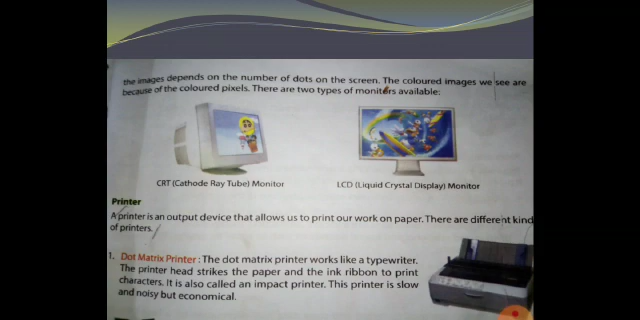 the images depends on the number of dots on the screen. The coloured images we see are
because of the coloured pixels. There are two types of monitors available:
CRT (Cathode Ray Tube) Monitor
LCD (Liquid Crystal Display) Monitor
Printer
A printer is an output device that allows us to print our work on paper. There are different kind
of printers.
1. Dot Matrix Printer : The dot matrix printer works like a typewriter.
The printer head strikes the paper and the ink ribbon to print
characters. It is also called an impact printer. This printer is slow
and noisy but economical.